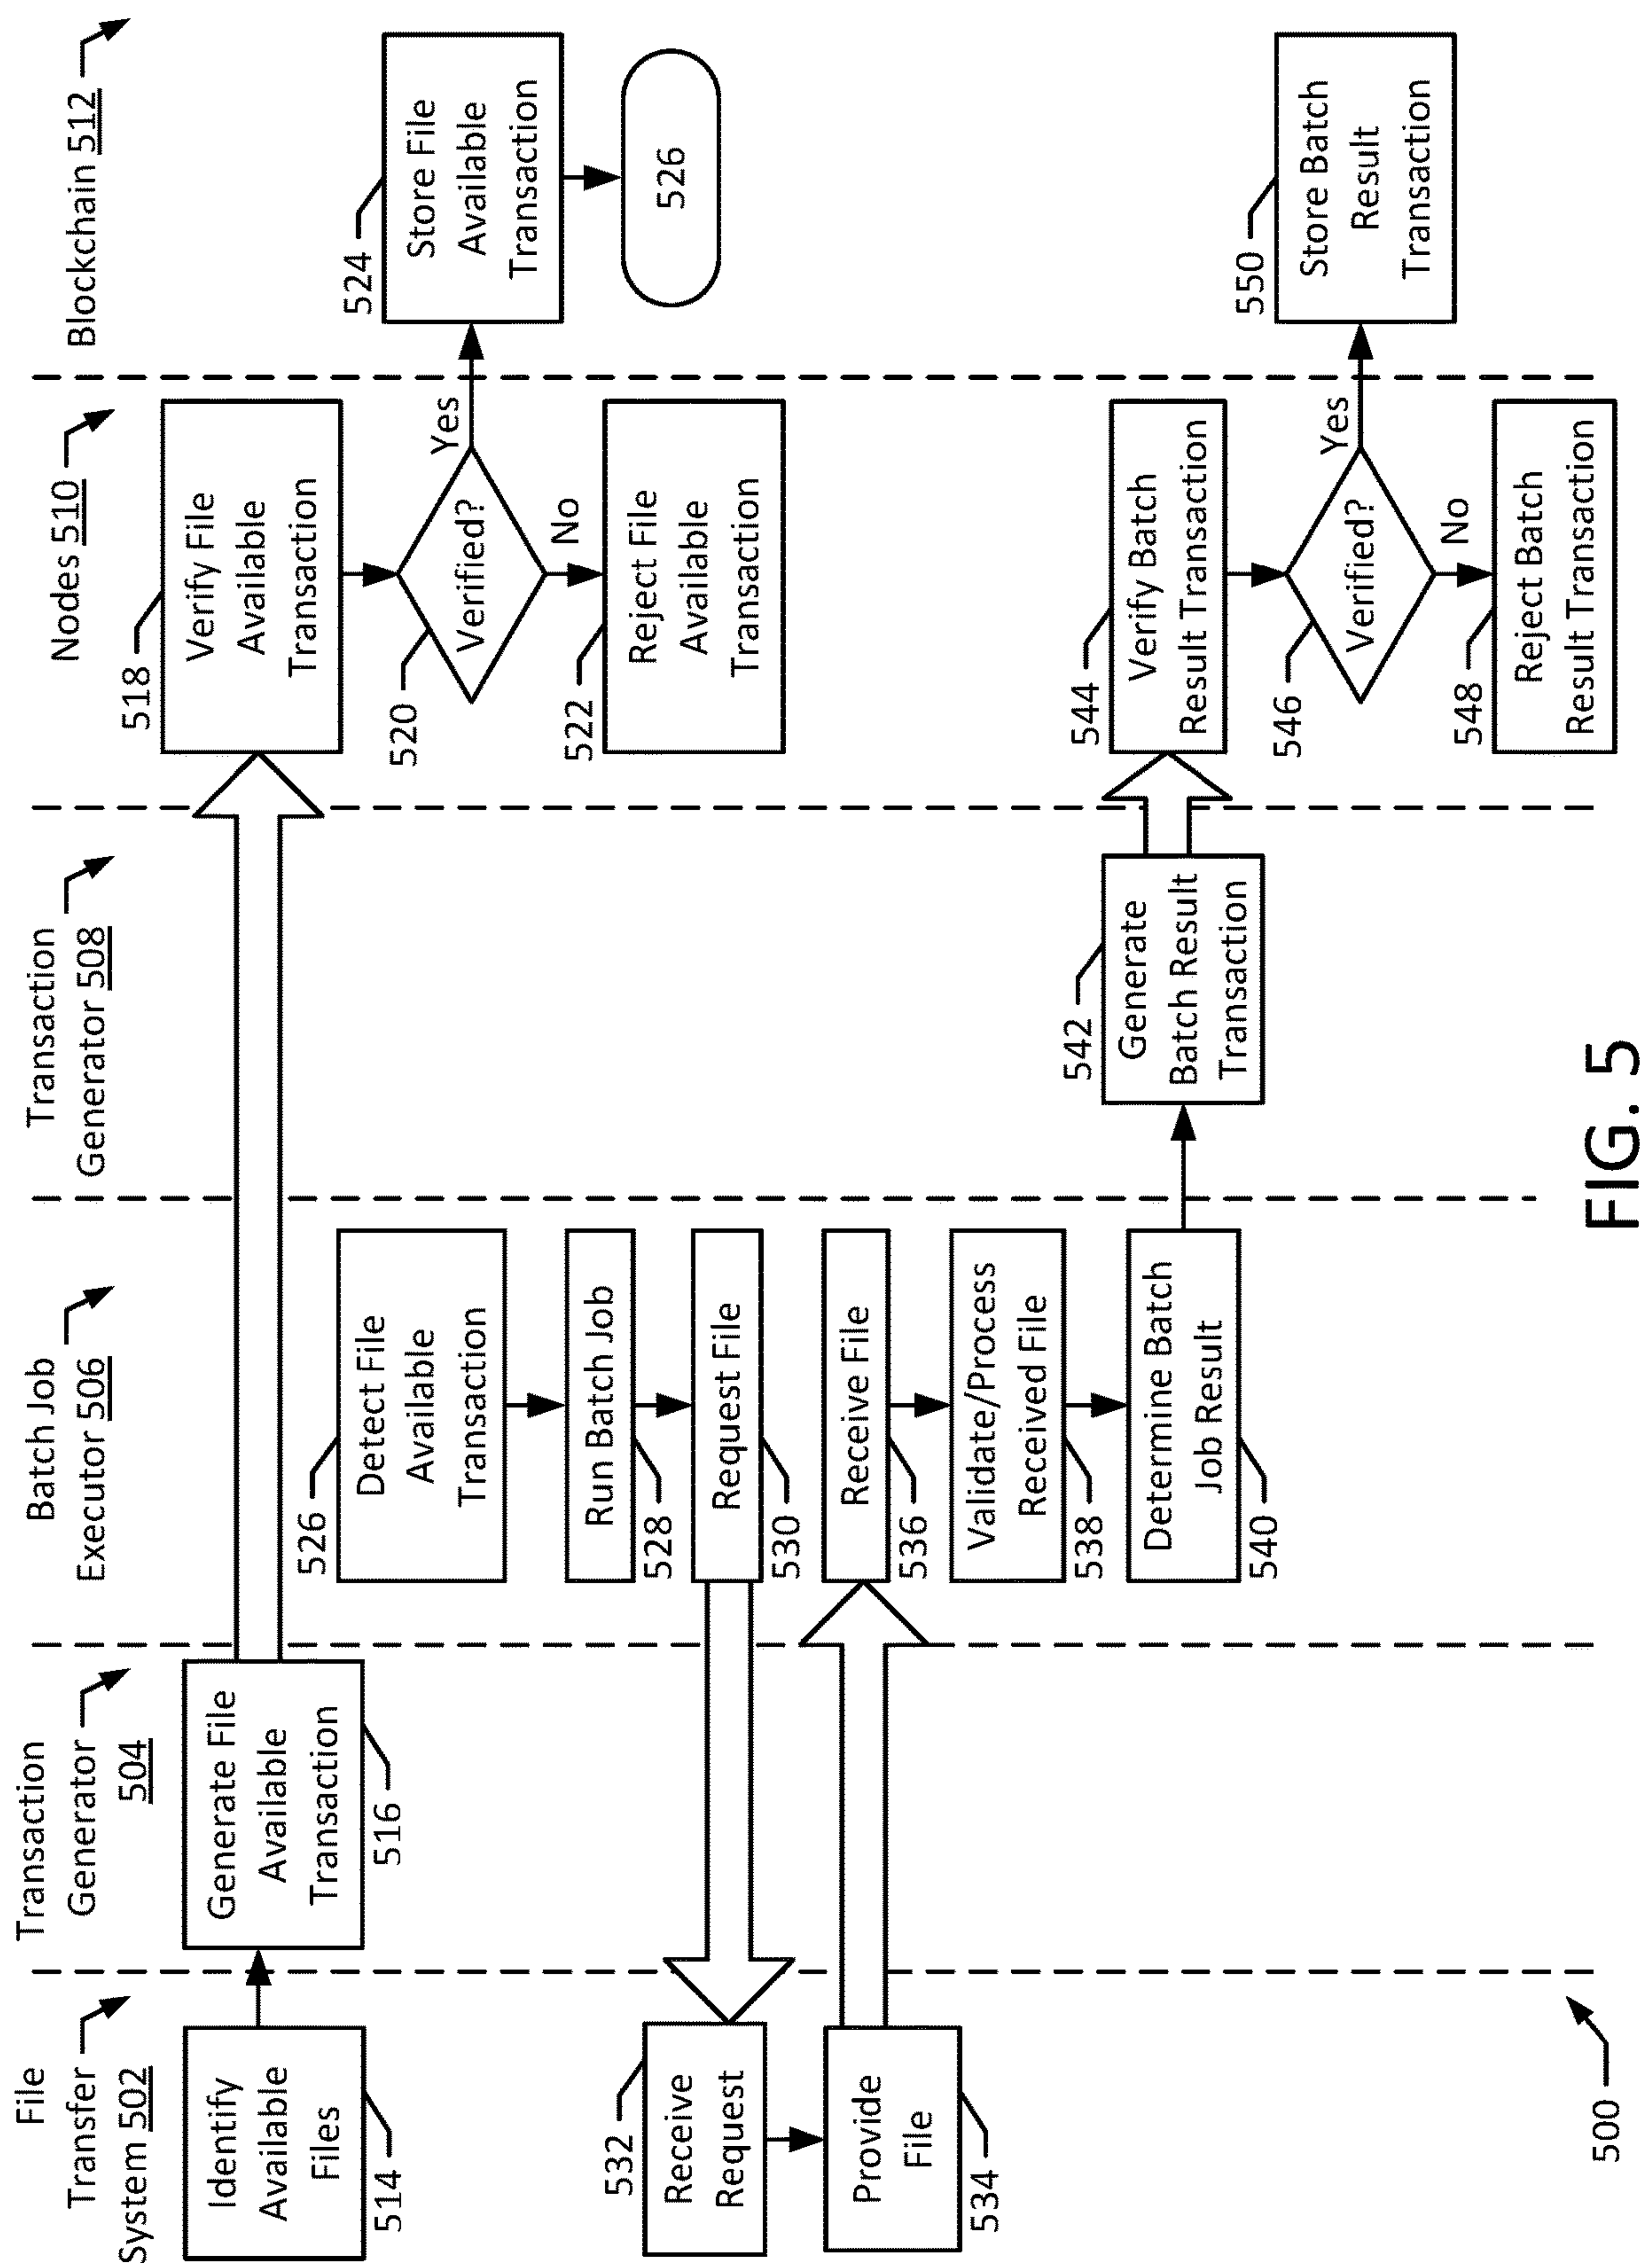 File
Transfer
System 502
Transaction
Generator
504
Batch Job
Executor 506
Transaction
Generator 508
Nodes 510
Blockchain 512
Identify
Available
Files
514
Generate File
Available
Transaction
516
518
Verify File
Available
Transaction
520
Verified?
Yes
No
522
Reject File
Available
Transaction
524
Store File
Available
Transaction
526
526
Detect File
Available
Transaction
Run Batch Job
528
Request File
530
532
Receive
Request
Provide
File
534
Receive File
536
Validate/Process
Received File
538
Determine Batch
Job Result
540
542
Generate
Batch Result
Transaction
544
Verify Batch
Result Transaction
546
Verified?
Yes
No
548
Reject Batch
Result Transaction
550
Store Batch
Result
Transaction
500
FIG. 5